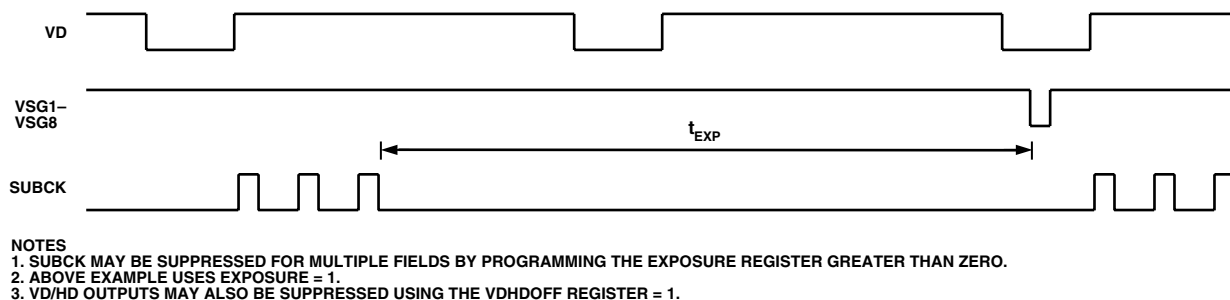 VD
VSG1–
VSG8
tEXP
SUBCK
NOTES
1. SUBCK MAY BE SUPPRESSED FOR MULTIPLE FIELDS BY PROGRAMMING THE EXPOSURE REGISTER GREATER THAN ZERO.
2. ABOVE EXAMPLE USES EXPOSURE = 1.
3. VD/HD OUTPUTS MAY ALSO BE SUPPRESSED USING THE VDHDOFF REGISTER = 1.